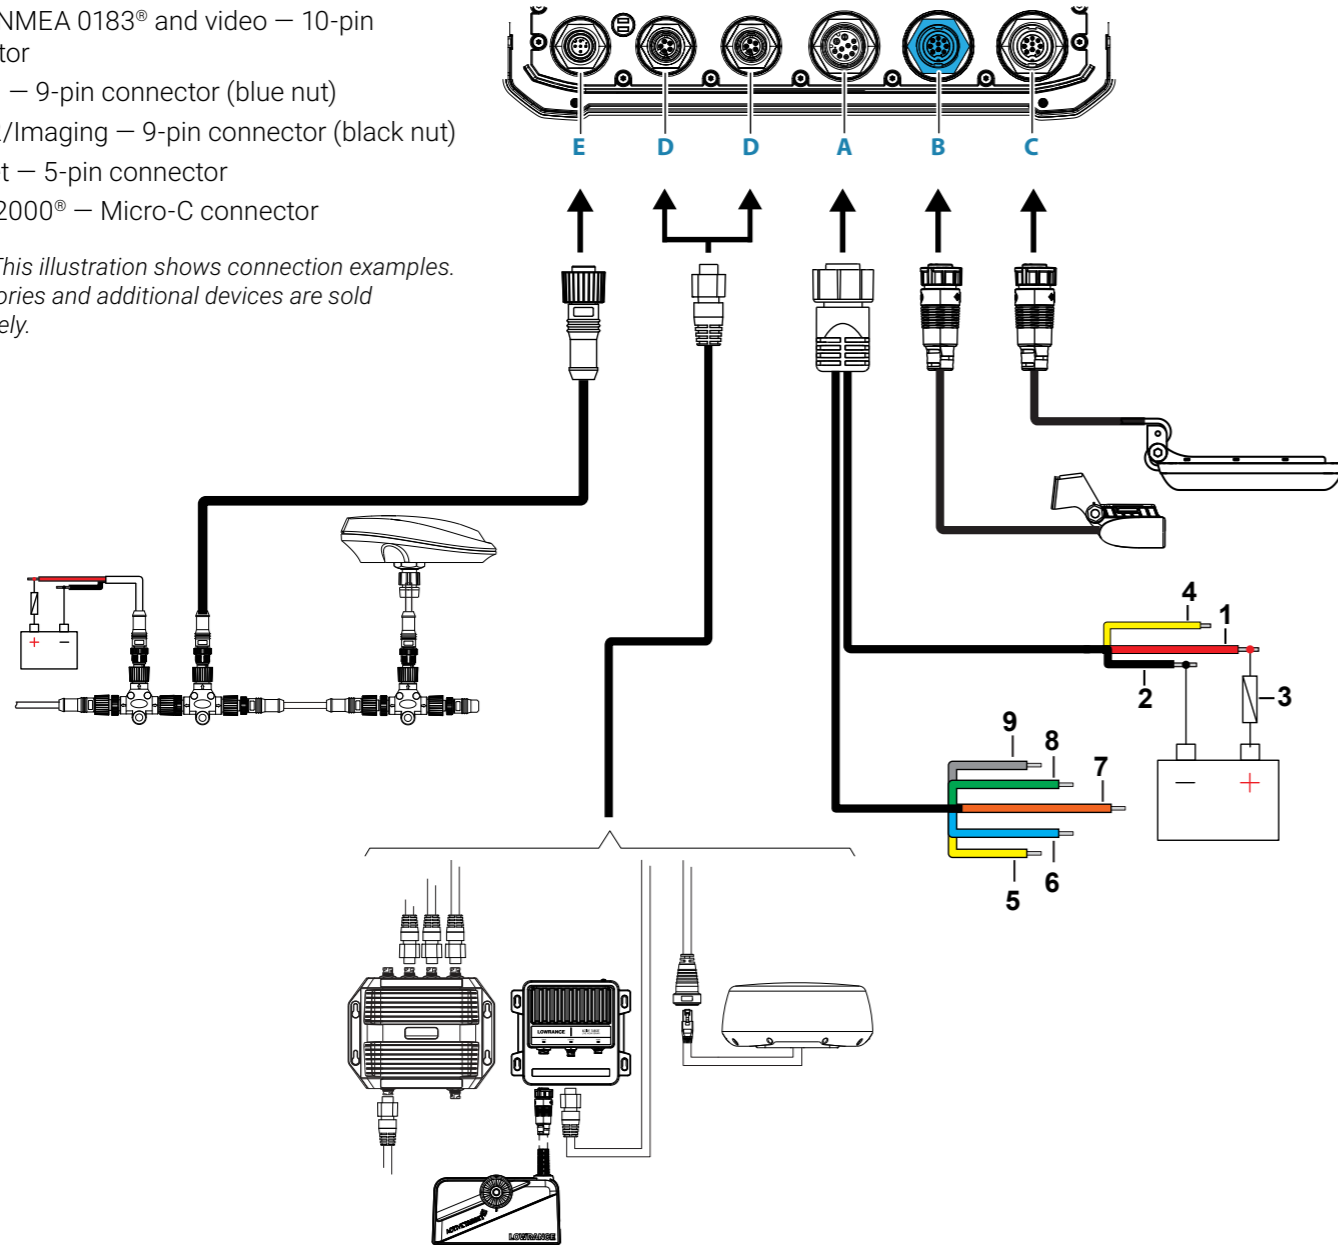 NMEA 0183® and video — 10-pin
tor
— 9-pin connector (blue nut)
/Imaging — 9-pin connector (black nut)
t — 5-pin connector
2000® — Micro-C connector
This illustration shows connection examples.
ories and additional devices are sold
ely.
E D D A B C
4
1
2
3
9
8
7
6
5
+ −
− +
LOWRANCE
LOWRANCE